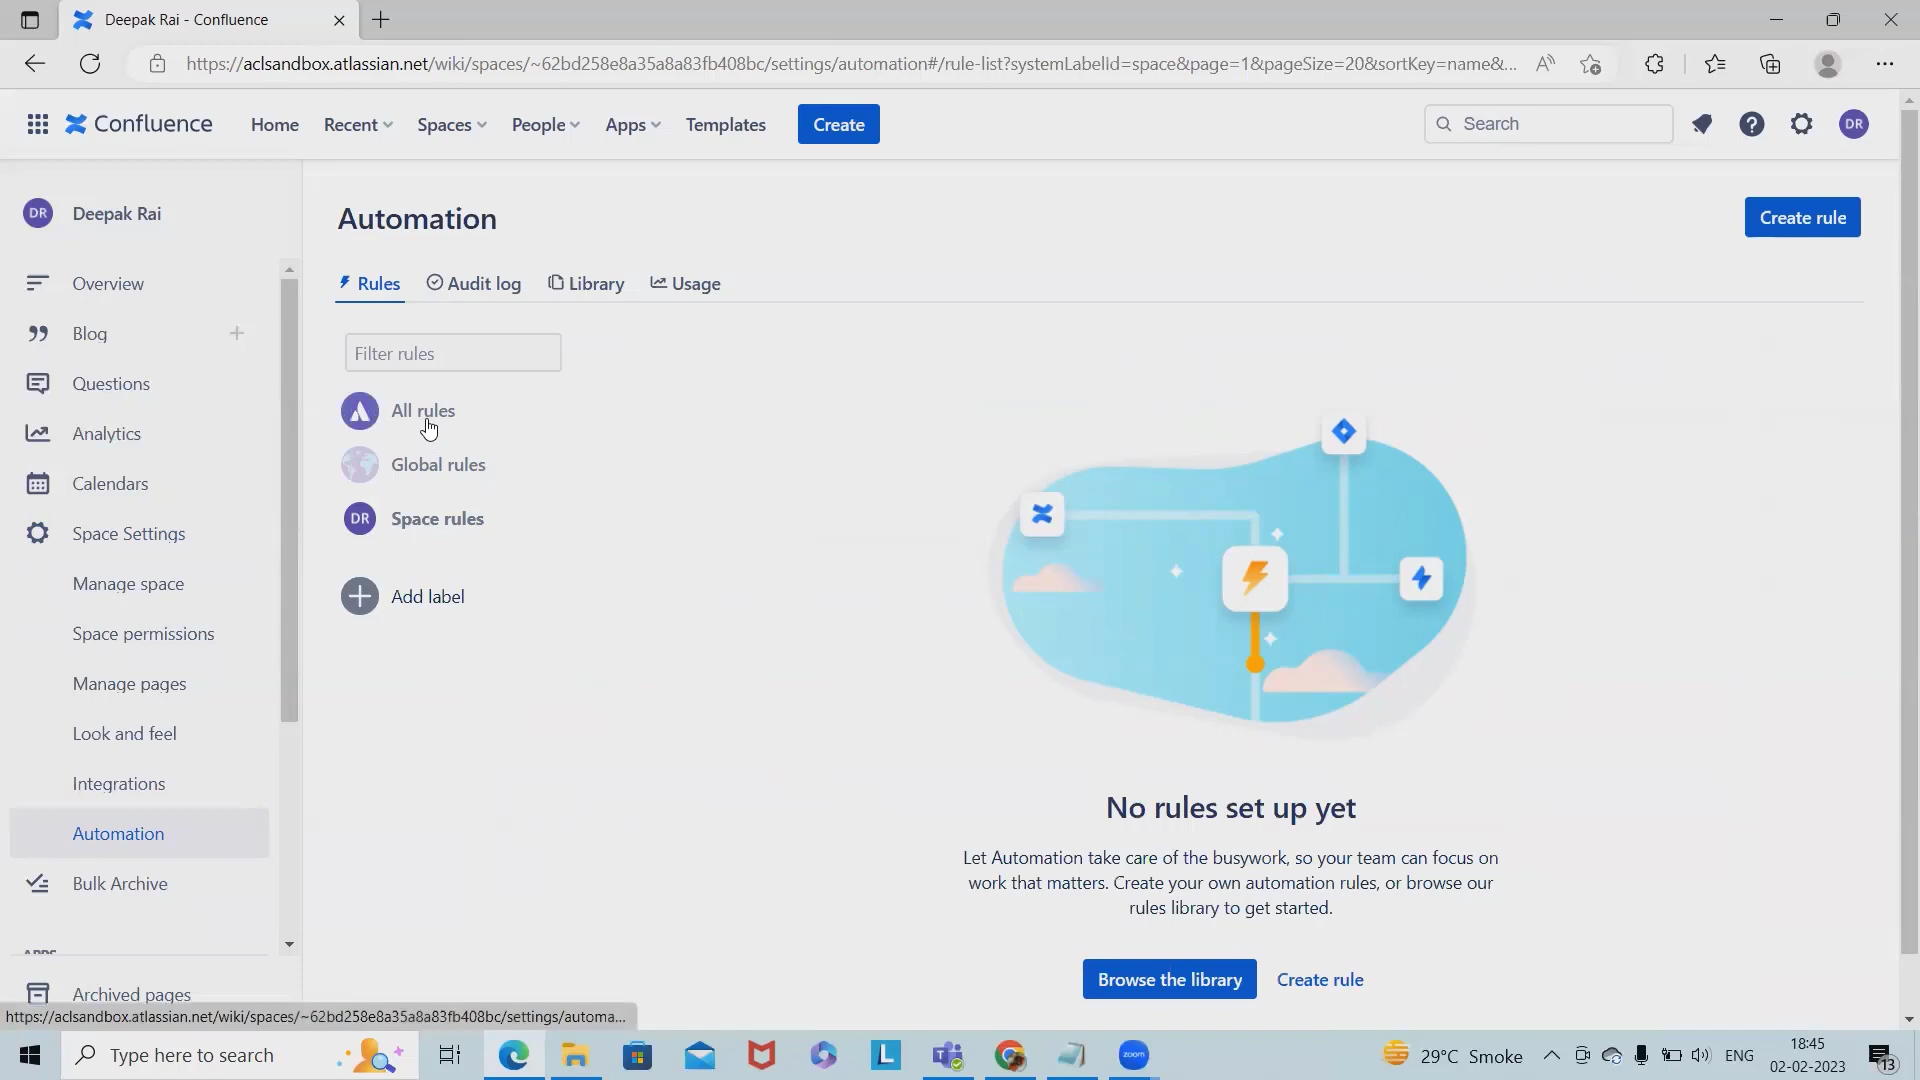 Deepak Rai - Confluence
https://aclsandbox.atlassian.net/wiki/spaces/~62bd258e8a35a8a83fb408bc/settings/automation#/rule-list?systemLabelId=space&page=1&pageSize=20&sortKey=name&...
Confluence Home Recent Spaces People Apps Templates Create Search DR
DR Deepak Rai
Overview
Blog
Questions
Analytics
Calendars
Space Settings
Manage space
Space permissions
Manage pages
Look and feel
Integrations
Automation
Bulk Archive
APPS
Archived pages
Automation
Create rule
Rules Audit log Library Usage
Filter rules
All rules
Global rules
DR Space rules
Add label
No rules set up yet
Let Automation take care of the busywork, so your team can focus on
work that matters. Create your own automation rules, or browse our
rules library to get started.
Browse the library Create rule
https://aclsandbox.atlassian.net/wiki/spaces/~62bd258e8a35a8a83fb408bc/settings/automa...
Type here to search
L
zoom
29°C Smoke
ENG
18:45
02-02-2023
13